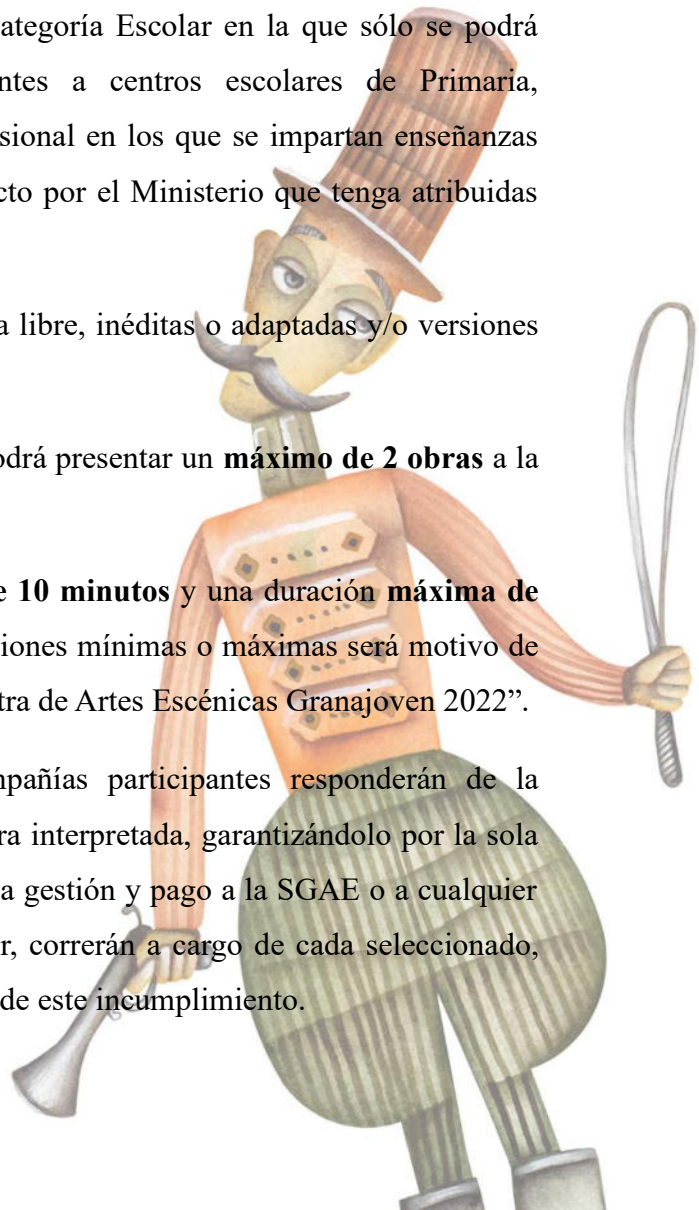 ategoría Escolar en la que sólo se podrá
ntes a centros escolares de Primaria,
sional en los que se impartan enseñanzas
cto por el Ministerio que tenga atribuidas
a libre, inéditas o adaptadas y/o versiones
odrá presentar un máximo de 2 obras a la
e 10 minutos y una duración máxima de
iones mínimas o máximas será motivo de
tra de Artes Escénicas Granajoven 2022”.
mpañías participantes responderán de la
ra interpretada, garantizándolo por la sola
a gestión y pago a la SGAE o a cualquier
r, correrán a cargo de cada seleccionado,
de este incumplimiento.